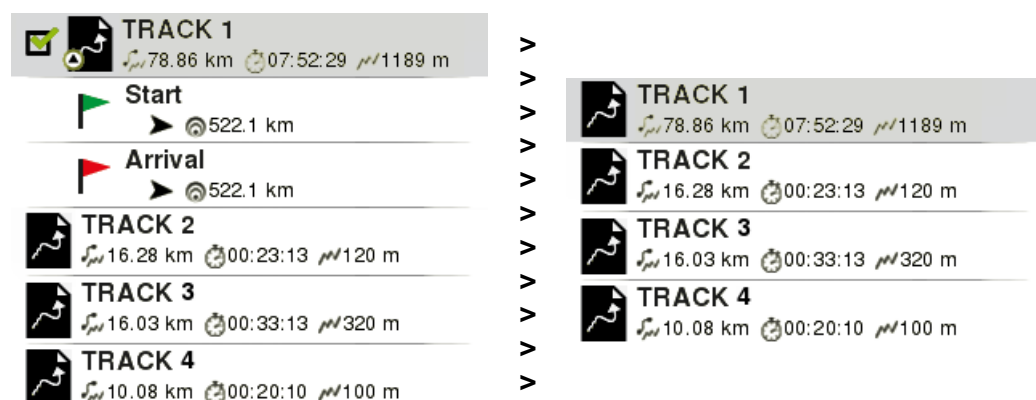 TRACK 1
78.86 km 07:52:29 1189 m
Start
522.1 km
Arrival
522.1 km
TRACK 2
16.28 km 00:23:13 120 m
TRACK 3
16.03 km 00:33:13 320 m
TRACK 4
10.08 km 00:20:10 100 m
>
>
>
>
>
>
>
>
>
>
>
TRACK 1
78.86 km 07:52:29 1189 m
TRACK 2
16.28 km 00:23:13 120 m
TRACK 3
16.03 km 00:33:13 320 m
TRACK 4
10.08 km 00:20:10 100 m